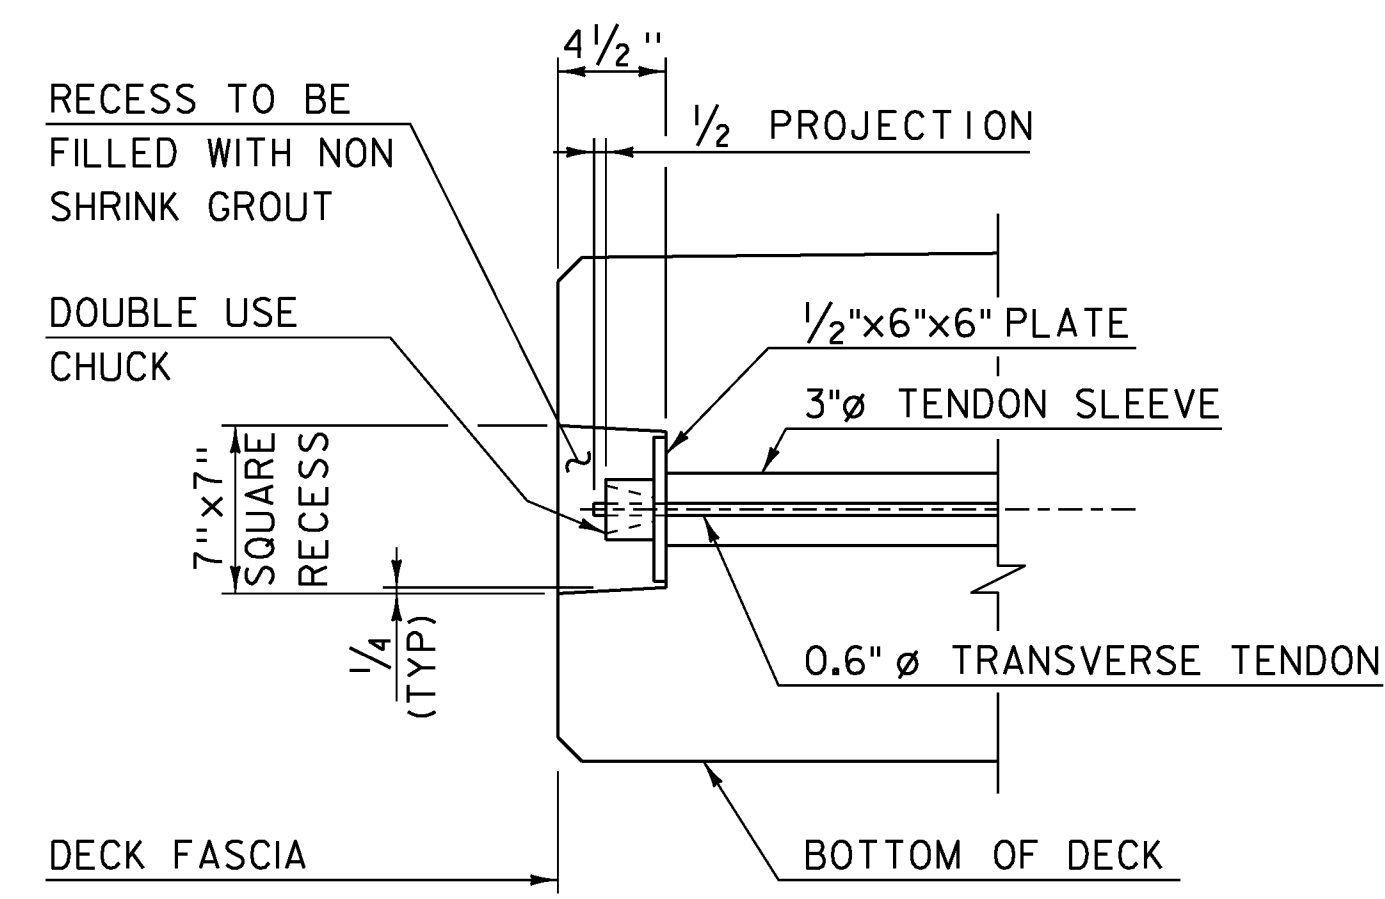 4 1/2"
RECESS TO BE
FILLED WITH NON
SHRINK GROUT
1/2 PROJECTION
DOUBLE USE
CHUCK
1/2"x6"x6" PLATE
3"ø TENDON SLEEVE
7"x7"
SQUARE
RECESS
1/4
(TYP)
0.6" ø TRANSVERSE TENDON
DECK FASCIA
BOTTOM OF DECK